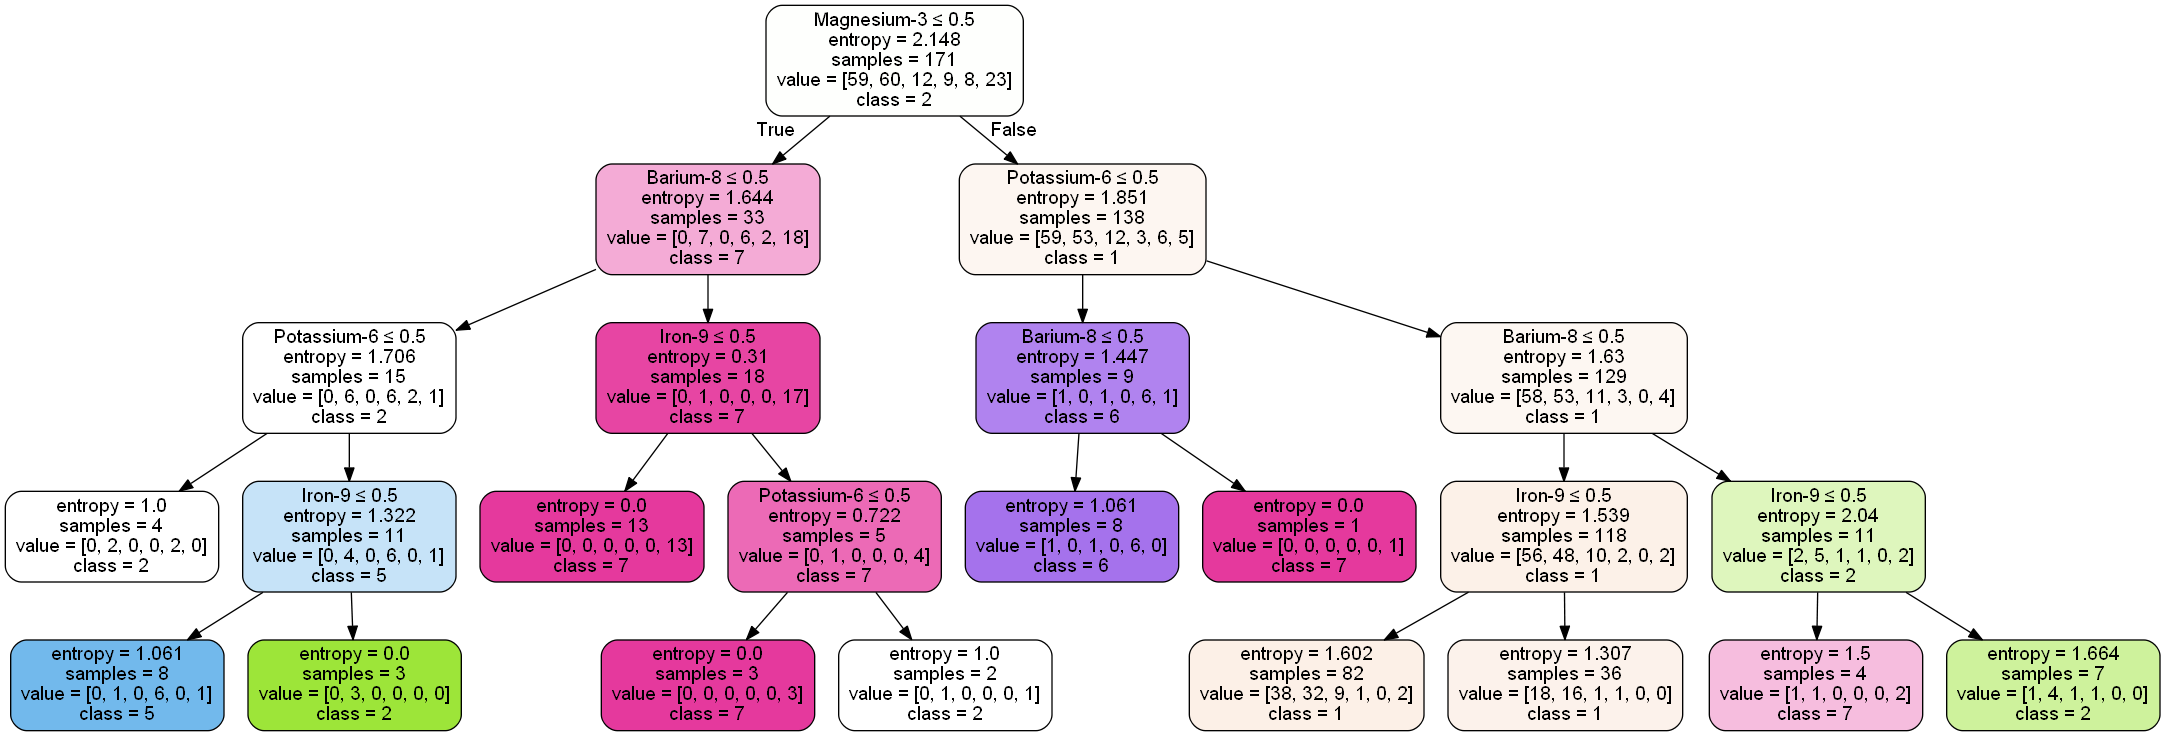 Magnesium-3 ≤ 0.5
entropy = 2.148
samples = 171
value = [59, 60, 12, 9, 8, 23]
class = 2
True
False
Barium-8 ≤ 0.5
entropy = 1.644
samples = 33
value = [0, 7, 0, 6, 2, 18]
class = 7
Potassium-6 ≤ 0.5
entropy = 1.851
samples = 138
value = [59, 53, 12, 3, 6, 5]
class = 1
Potassium-6 ≤ 0.5
entropy = 1.706
samples = 15
value = [0, 6, 0, 6, 2, 1]
class = 2
Iron-9 ≤ 0.5
entropy = 0.31
samples = 18
value = [0, 1, 0, 0, 0, 17]
class = 7
Barium-8 ≤ 0.5
entropy = 1.447
samples = 9
value = [1, 0, 1, 0, 6, 1]
class = 6
Barium-8 ≤ 0.5
entropy = 1.63
samples = 129
value = [58, 53, 11, 3, 0, 4]
class = 1
entropy = 1.0
samples = 4
value = [0, 2, 0, 0, 2, 0]
class = 2
Iron-9 ≤ 0.5
entropy = 1.322
samples = 11
value = [0, 4, 0, 6, 0, 1]
class = 5
entropy = 0.0
samples = 13
value = [0, 0, 0, 0, 0, 13]
class = 7
Potassium-6 ≤ 0.5
entropy = 0.722
samples = 5
value = [0, 1, 0, 0, 0, 4]
class = 7
entropy = 1.061
samples = 8
value = [1, 0, 1, 0, 6, 0]
class = 6
entropy = 0.0
samples = 1
value = [0, 0, 0, 0, 0, 1]
class = 7
Iron-9 ≤ 0.5
entropy = 1.539
samples = 118
value = [56, 48, 10, 2, 0, 2]
class = 1
Iron-9 ≤ 0.5
entropy = 2.04
samples = 11
value = [2, 5, 1, 1, 0, 2]
class = 2
entropy = 1.061
samples = 8
value = [0, 1, 0, 6, 0, 1]
class = 5
entropy = 0.0
samples = 3
value = [0, 3, 0, 0, 0, 0]
class = 2
entropy = 0.0
samples = 3
value = [0, 0, 0, 0, 0, 3]
class = 7
entropy = 1.0
samples = 2
value = [0, 1, 0, 0, 0, 1]
class = 2
entropy = 1.602
samples = 82
value = [38, 32, 9, 1, 0, 2]
class = 1
entropy = 1.307
samples = 36
value = [18, 16, 1, 1, 0, 0]
class = 1
entropy = 1.5
samples = 4
value = [1, 1, 0, 0, 0, 2]
class = 7
entropy = 1.664
samples = 7
value = [1, 4, 1, 1, 0, 0]
class = 2